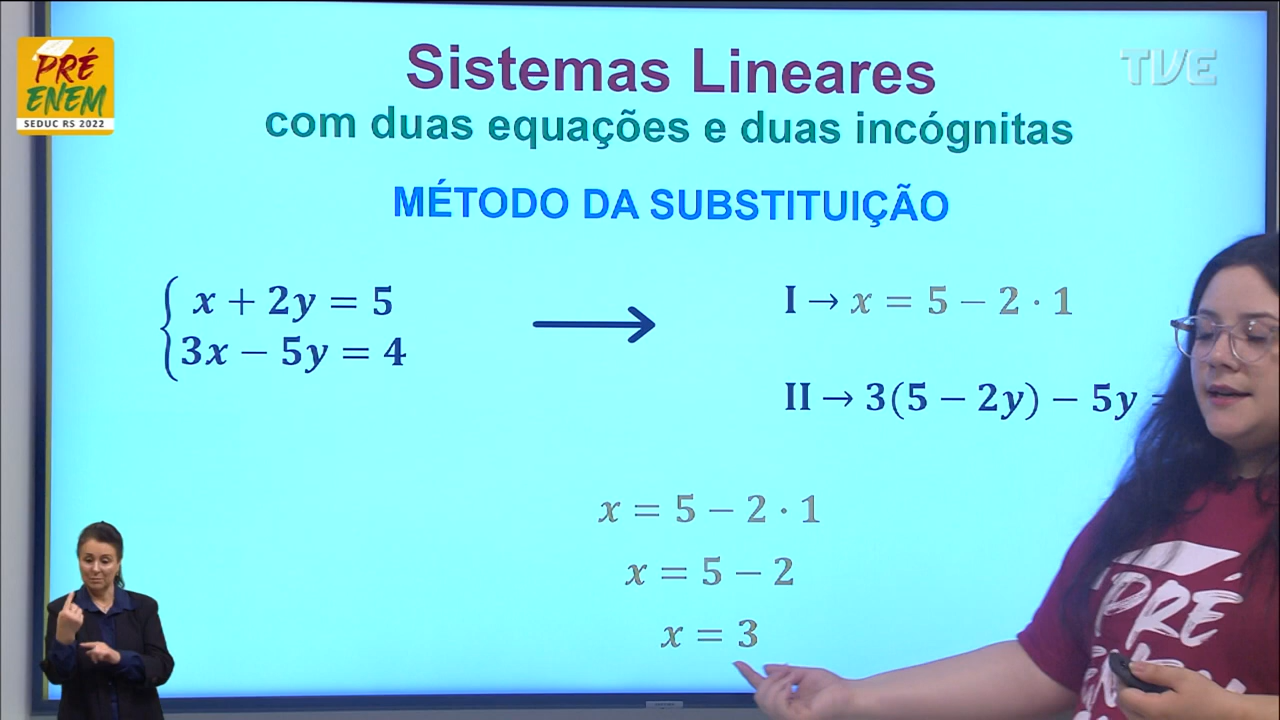 PRÉ
ENEM
SEDUC RS 2022
TVE
Sistemas Lineares
com duas equações e duas incógnitas
MÉTODO DA SUBSTITUIÇÃO
x + 2y = 5
3x − 5y = 4
I → x = 5 − 2 · 1
II → 3(5 − 2y) − 5y =
x = 5 − 2 · 1
x = 5 − 2
x = 3
PRÉ